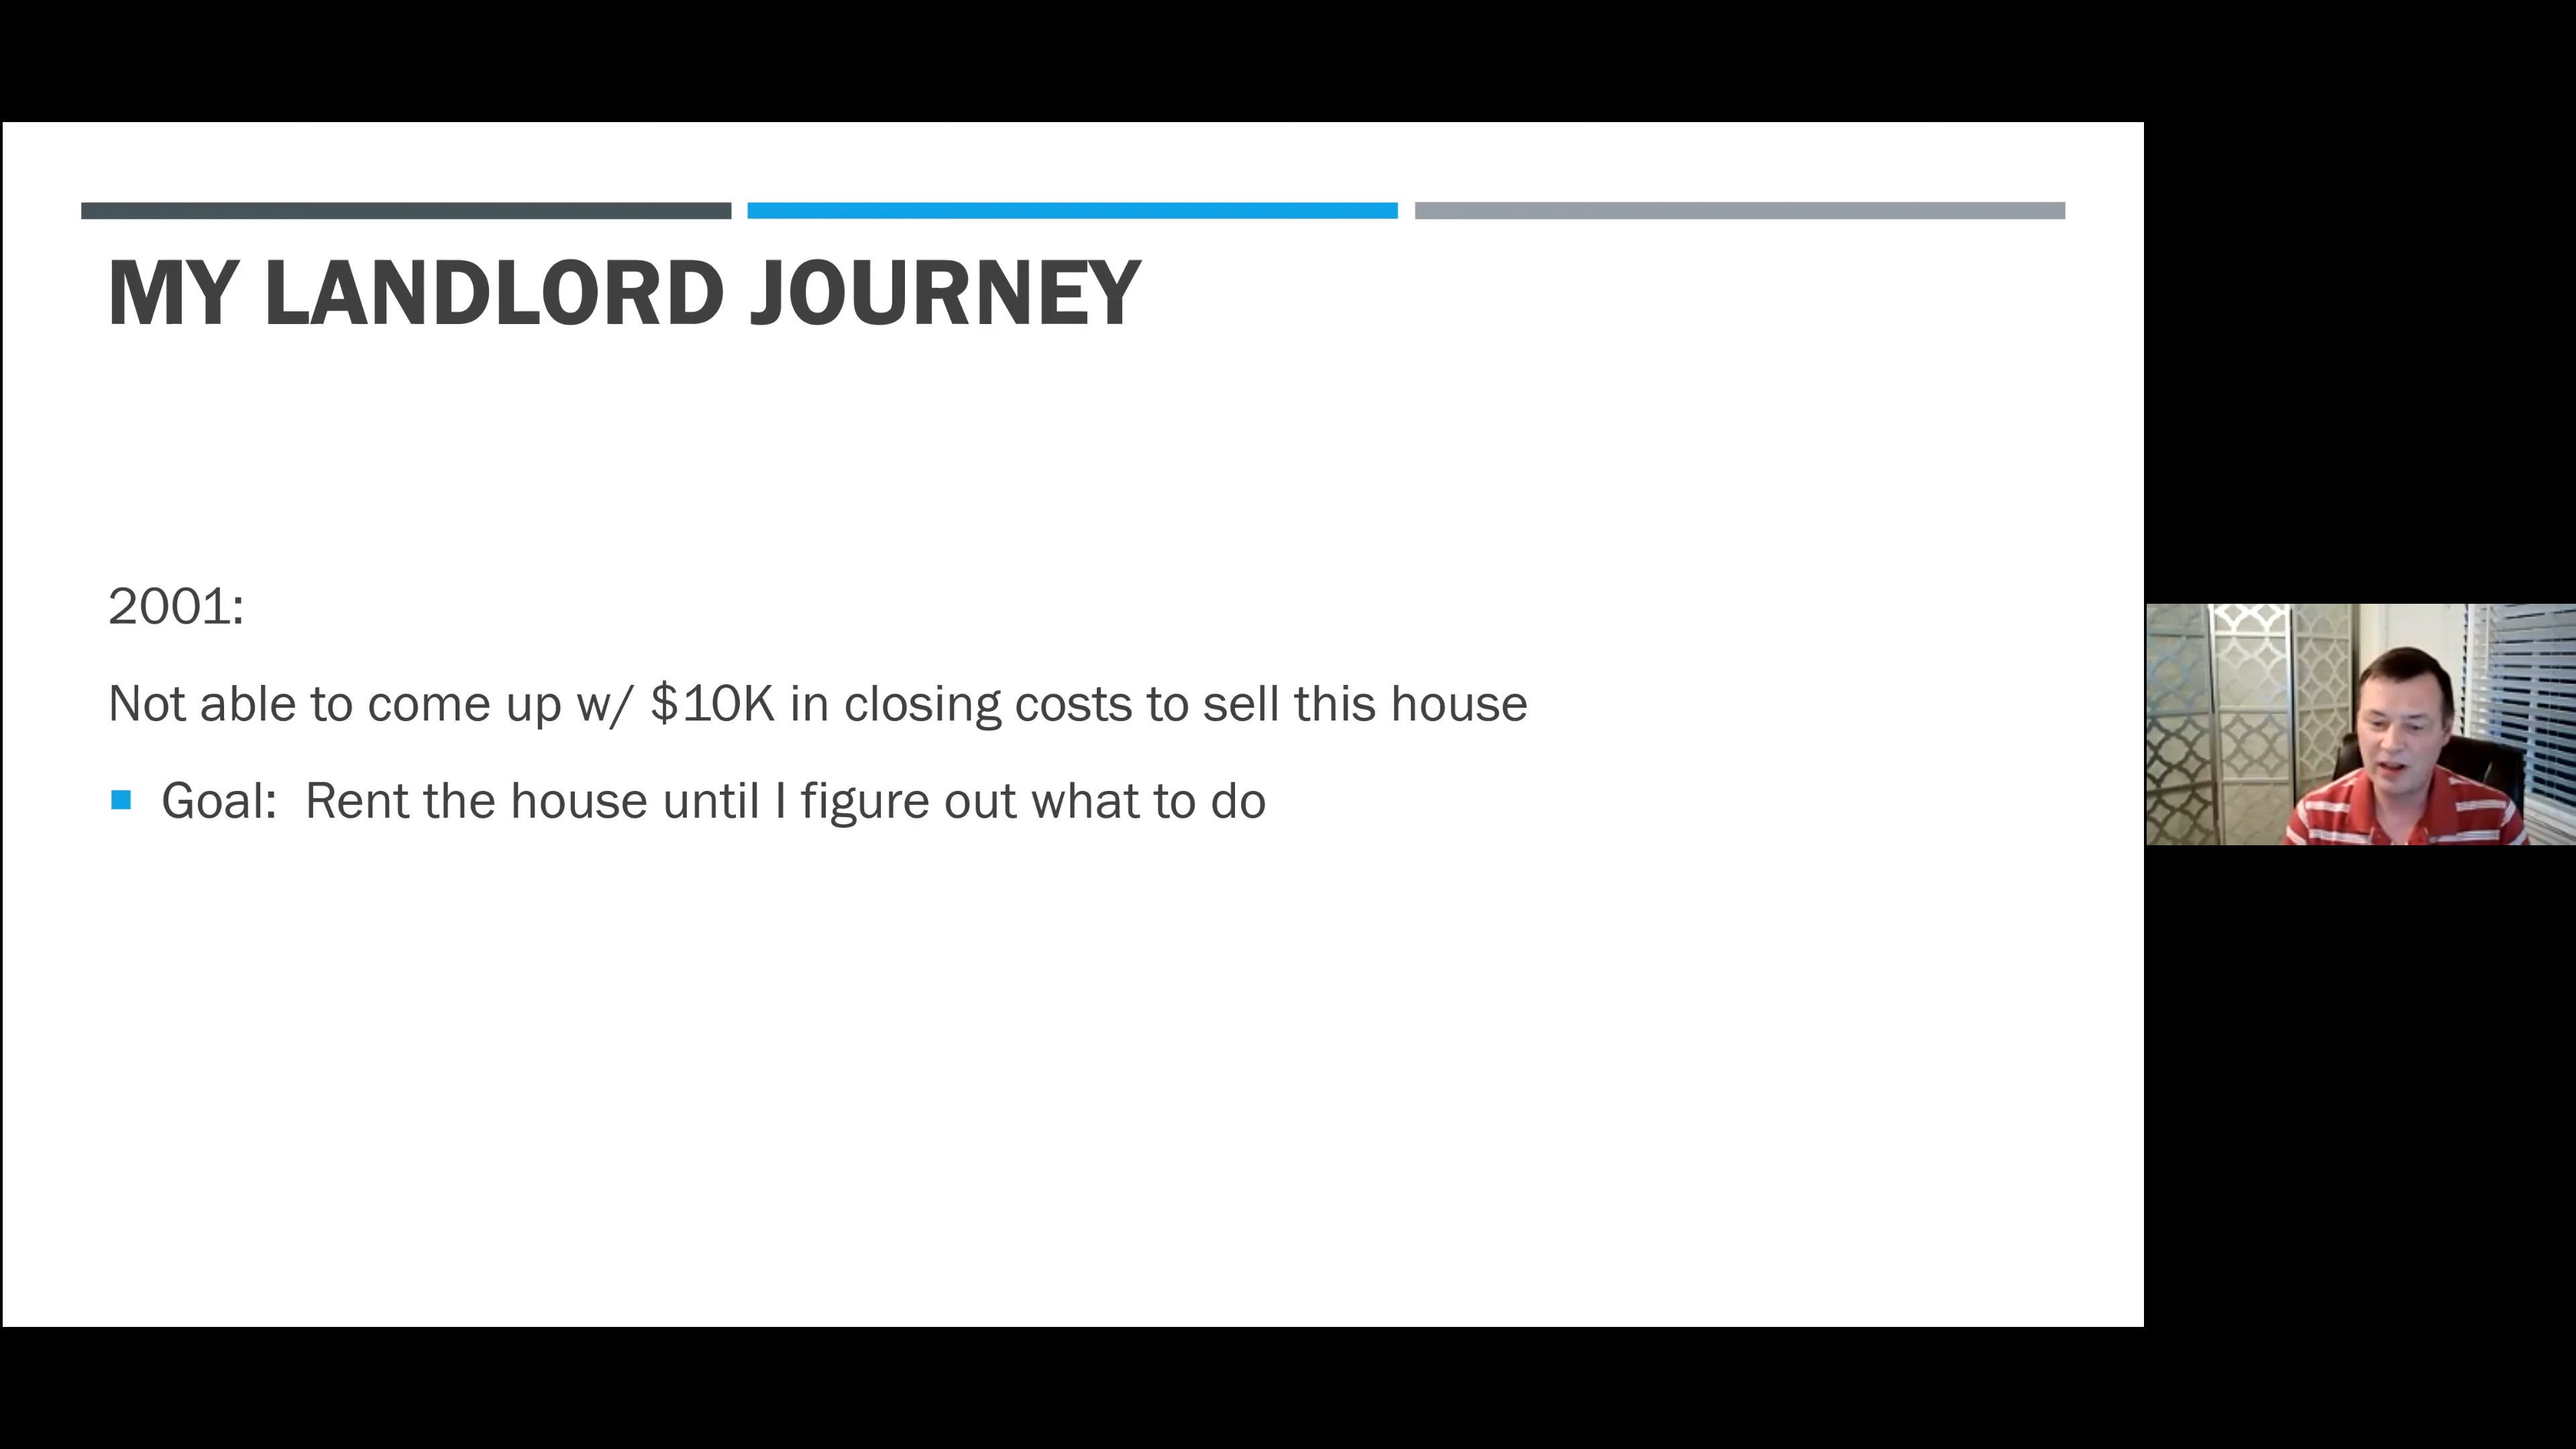 MY LANDLORD JOURNEY
2001:
Not able to come up w/ $10K in closing costs to sell this house
Goal:  Rent the house until I figure out what to do